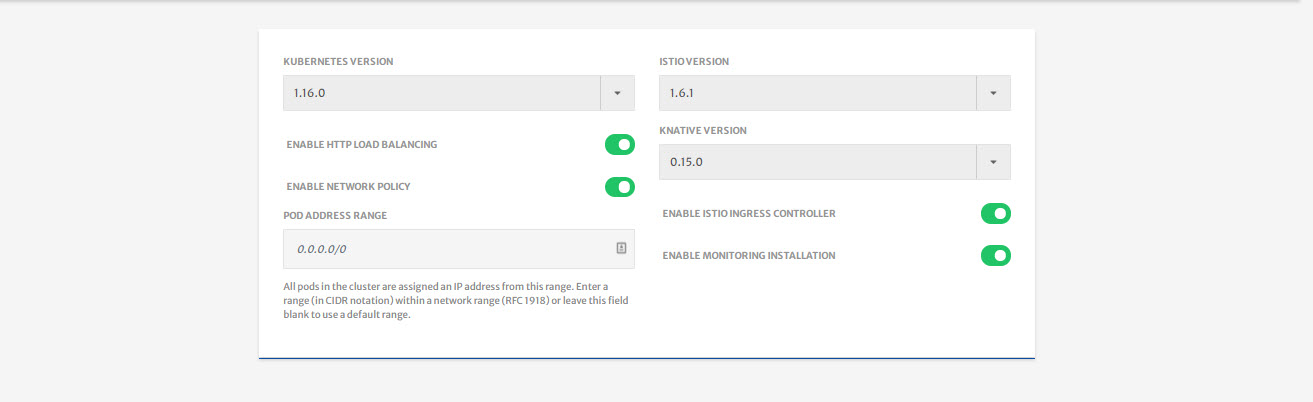 KUBERNETES VERSION
1.16.0
ENABLE HTTP LOAD BALANCING
ENABLE NETWORK POLICY
POD ADDRESS RANGE
0.0.0.0/0
All pods in the cluster are assigned an IP address from this range. Enter a
range (in CIDR notation) within a network range (RFC 1918) or leave this field
blank to use a default range.
ISTIO VERSION
1.6.1
KNATIVE VERSION
0.15.0
ENABLE ISTIO INGRESS CONTROLLER
ENABLE MONITORING INSTALLATION